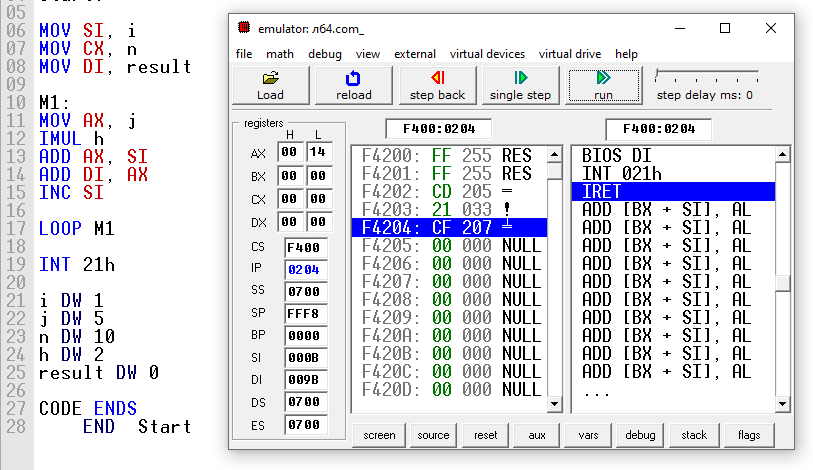 05
06 MOV SI, i
07 MOV CX, n
08 MOV DI, result
09
10 M1:
11 MOV AX, j
12 IMUL h
13 ADD AX, SI
14 ADD DI, AX
15 INC SI
16
17 LOOP M1
18
19 INT 21h
20
21 i DW 1
22 j DW 5
23 n DW 10
24 h DW 2
25 result DW 0
26
27 CODE ENDS
28 END Start
emulator: л64.com_
file math debug view external virtual devices virtual drive help
Load reload step back single step run step delay ms: 0
registers
H L
AX 00 14
BX 00 00
CX 00 00
DX 00 00
CS F400
IP 0204
SS 0700
SP FFF8
BP 0000
SI 000B
DI 009B
DS 0700
ES 0700
F400:0204
F4200: FF 255 RES
F4201: FF 255 RES
F4202: CD 205 ═
F4203: 21 033 !
F4204: CF 207 ╧
F4205: 00 000 NULL
F4206: 00 000 NULL
F4207: 00 000 NULL
F4208: 00 000 NULL
F4209: 00 000 NULL
F420A: 00 000 NULL
F420B: 00 000 NULL
F420C: 00 000 NULL
F420D: 00 000 NULL
F400:0204
BIOS DI
INT 021h
IRET
ADD [BX + SI], AL
ADD [BX + SI], AL
ADD [BX + SI], AL
ADD [BX + SI], AL
ADD [BX + SI], AL
ADD [BX + SI], AL
ADD [BX + SI], AL
ADD [BX + SI], AL
ADD [BX + SI], AL
ADD [BX + SI], AL
...
screen source reset aux vars debug stack flags